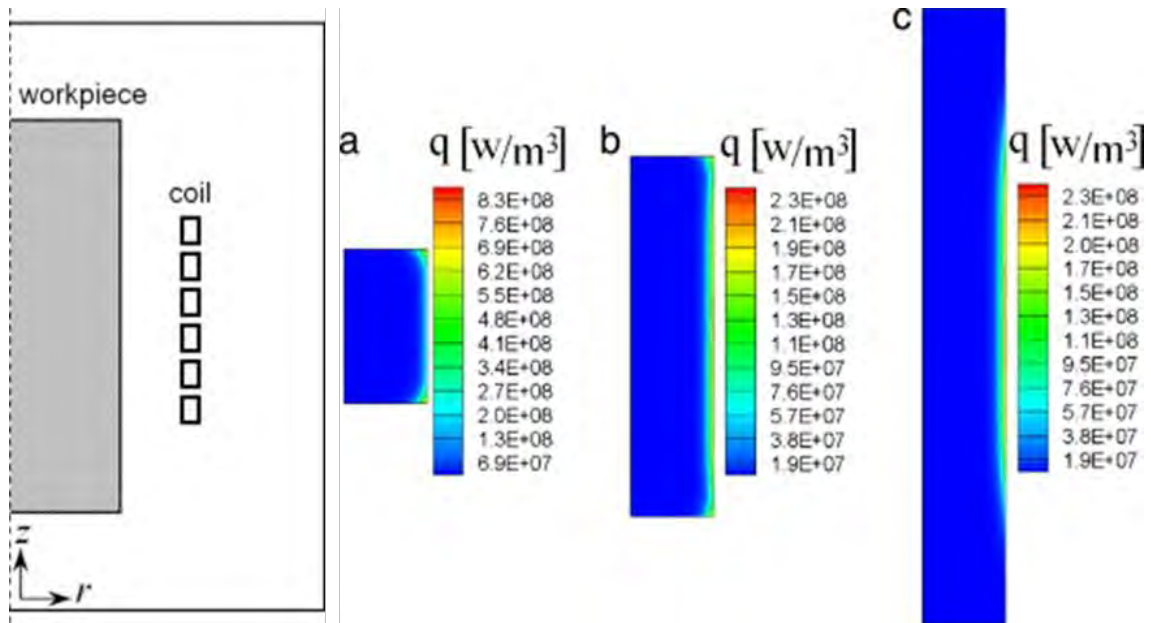 workpiece
coil
z
r
a
q [w/m³]
8.3E+08
7.6E+08
6.9E+08
6.2E+08
5.5E+08
4.8E+08
4.1E+08
3.4E+08
2.7E+08
2.0E+08
1.3E+08
6.9E+07
b
q [w/m³]
2.3E+08
2.1E+08
1.9E+08
1.7E+08
1.5E+08
1.3E+08
1.1E+08
9.5E+07
7.6E+07
5.7E+07
3.8E+07
1.9E+07
c
q [w/m³]
2.3E+08
2.1E+08
2.0E+08
1.7E+08
1.5E+08
1.3E+08
1.1E+08
9.5E+07
7.6E+07
5.7E+07
3.8E+07
1.9E+07